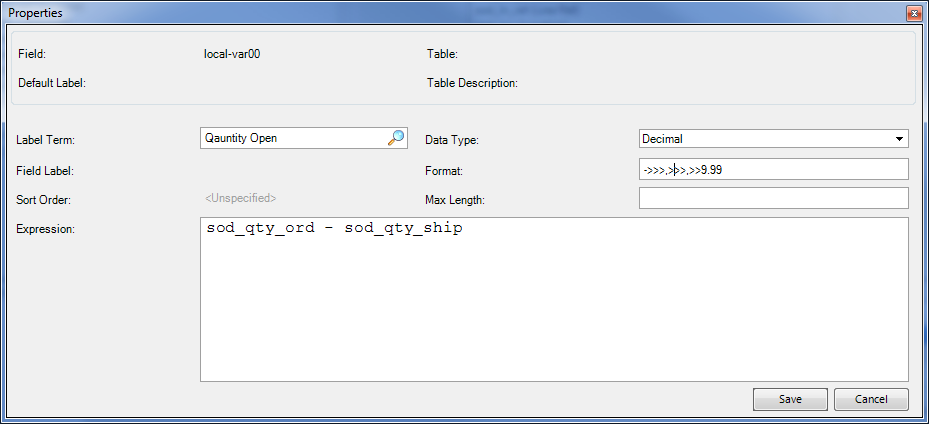 Properties
Field: local-var00 Table:
Default Label: Table Description:
Label Term: Qauntity Open Data Type: Decimal
Field Label: Format: ->>>,>>>,>>9.99
Sort Order: <Unspecified> Max Length:
Expression: sod_qty_ord - sod_qty_ship
Save Cancel